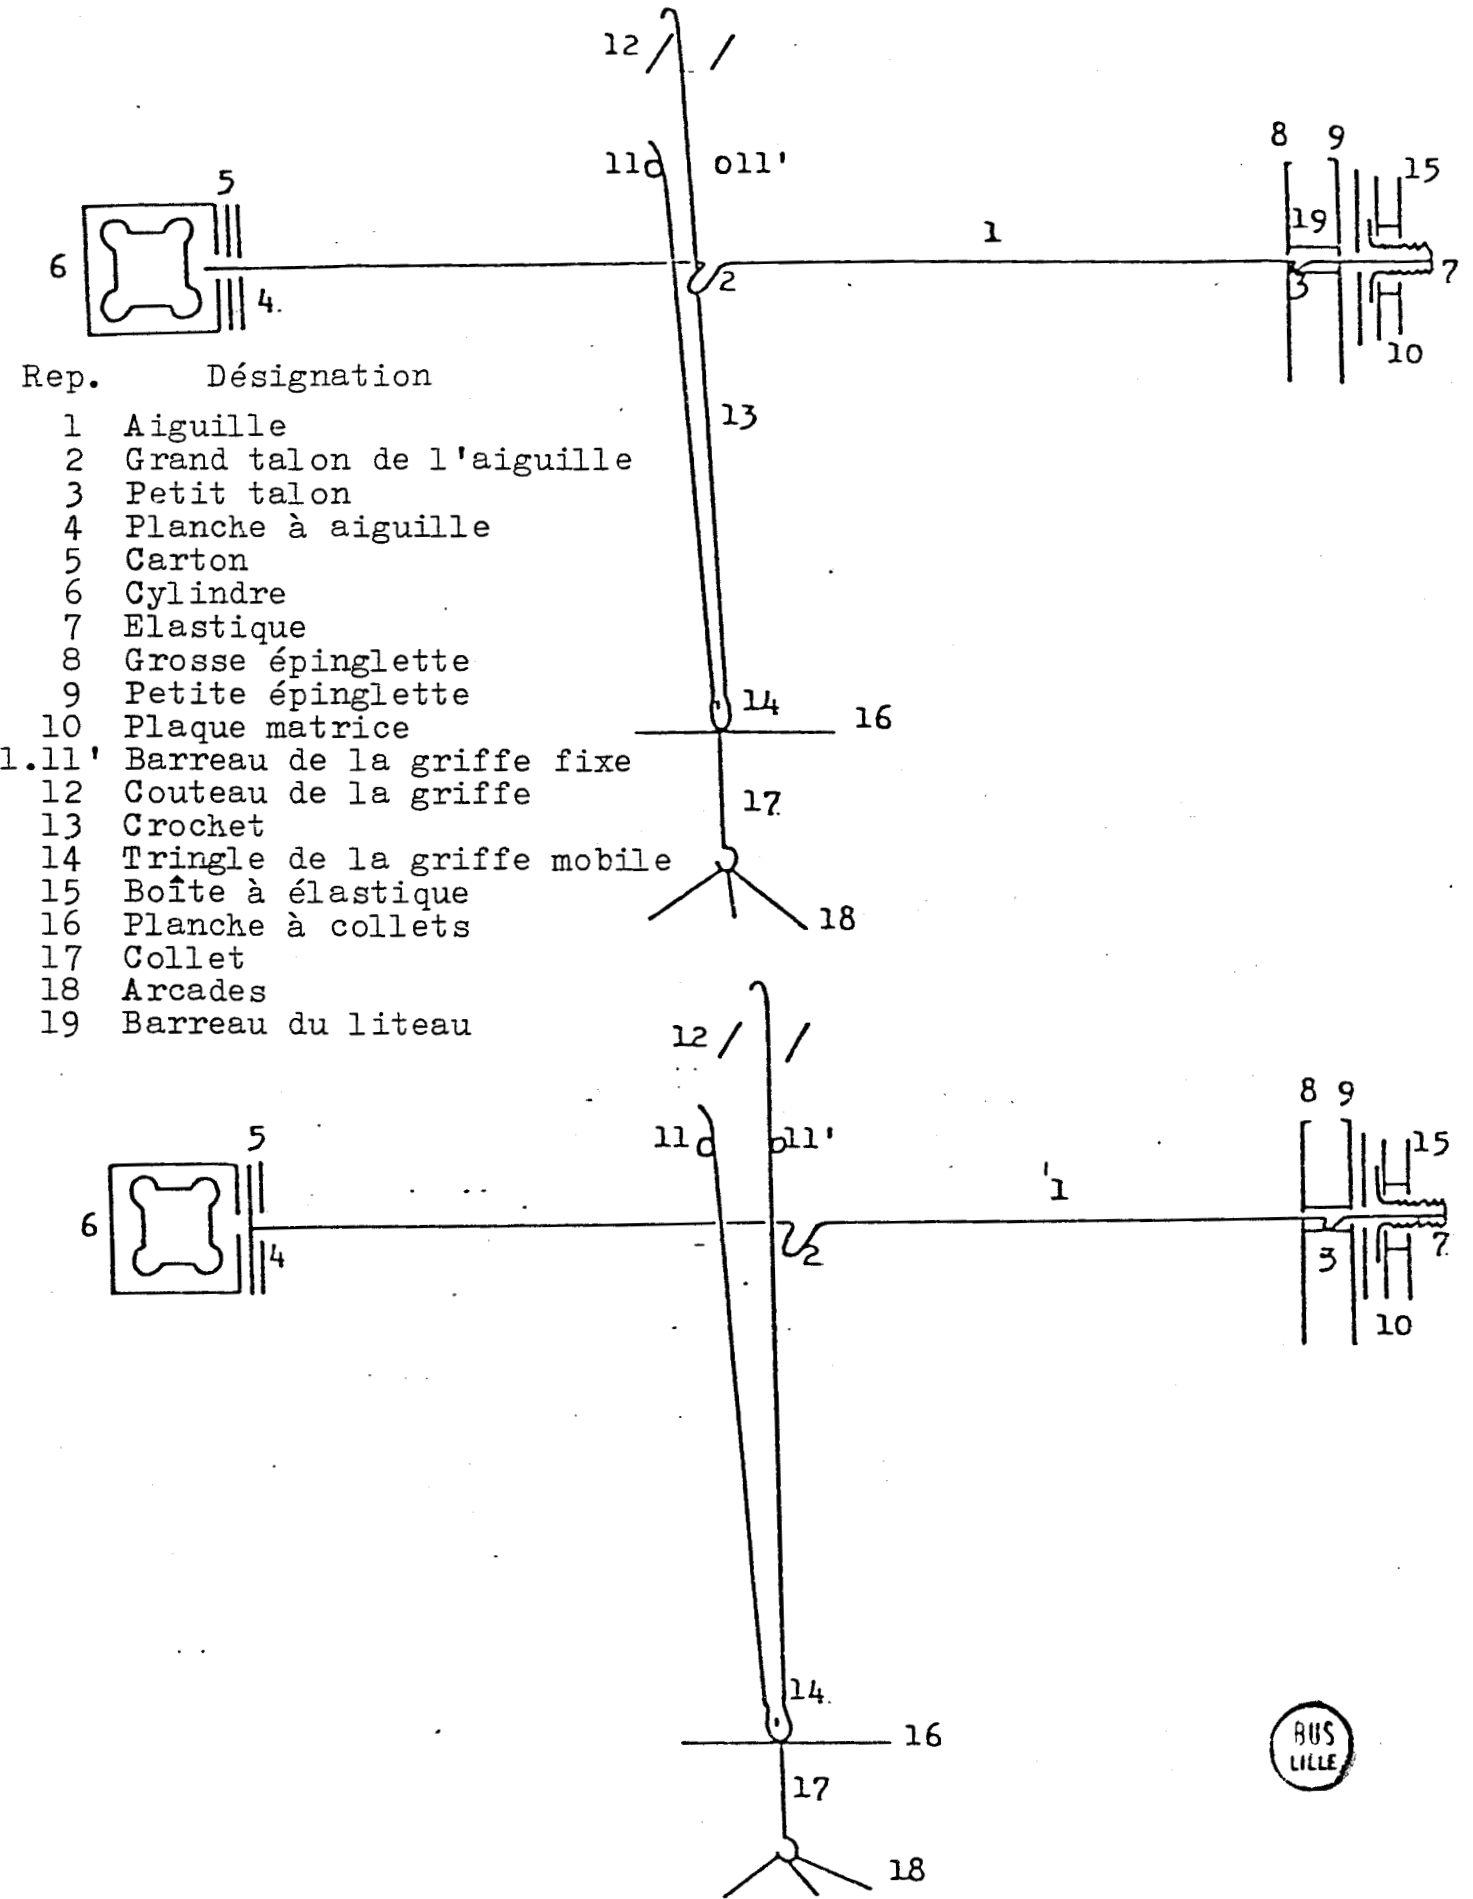 12
11 o11'
8 9
15
5
19
1
6
2
3
7
4.
10
Rep. Désignation
1 Aiguille
2 Grand talon de l'aiguille
3 Petit talon
4 Planche à aiguille
5 Carton
6 Cylindre
7 Elastique
8 Grosse épinglette
9 Petite épinglette
10 Plaque matrice
1.11' Barreau de la griffe fixe
12 Couteau de la griffe
13 Crochet
14 Tringle de la griffe mobile
15 Boîte à élastique
16 Planche à collets
17 Collet
18 Arcades
19 Barreau du liteau
13
14
16
17.
18
12
8 9
11 11'
15
5
1
6
4
2
3
7.
10
14.
16
17
18
BUS
LILLE